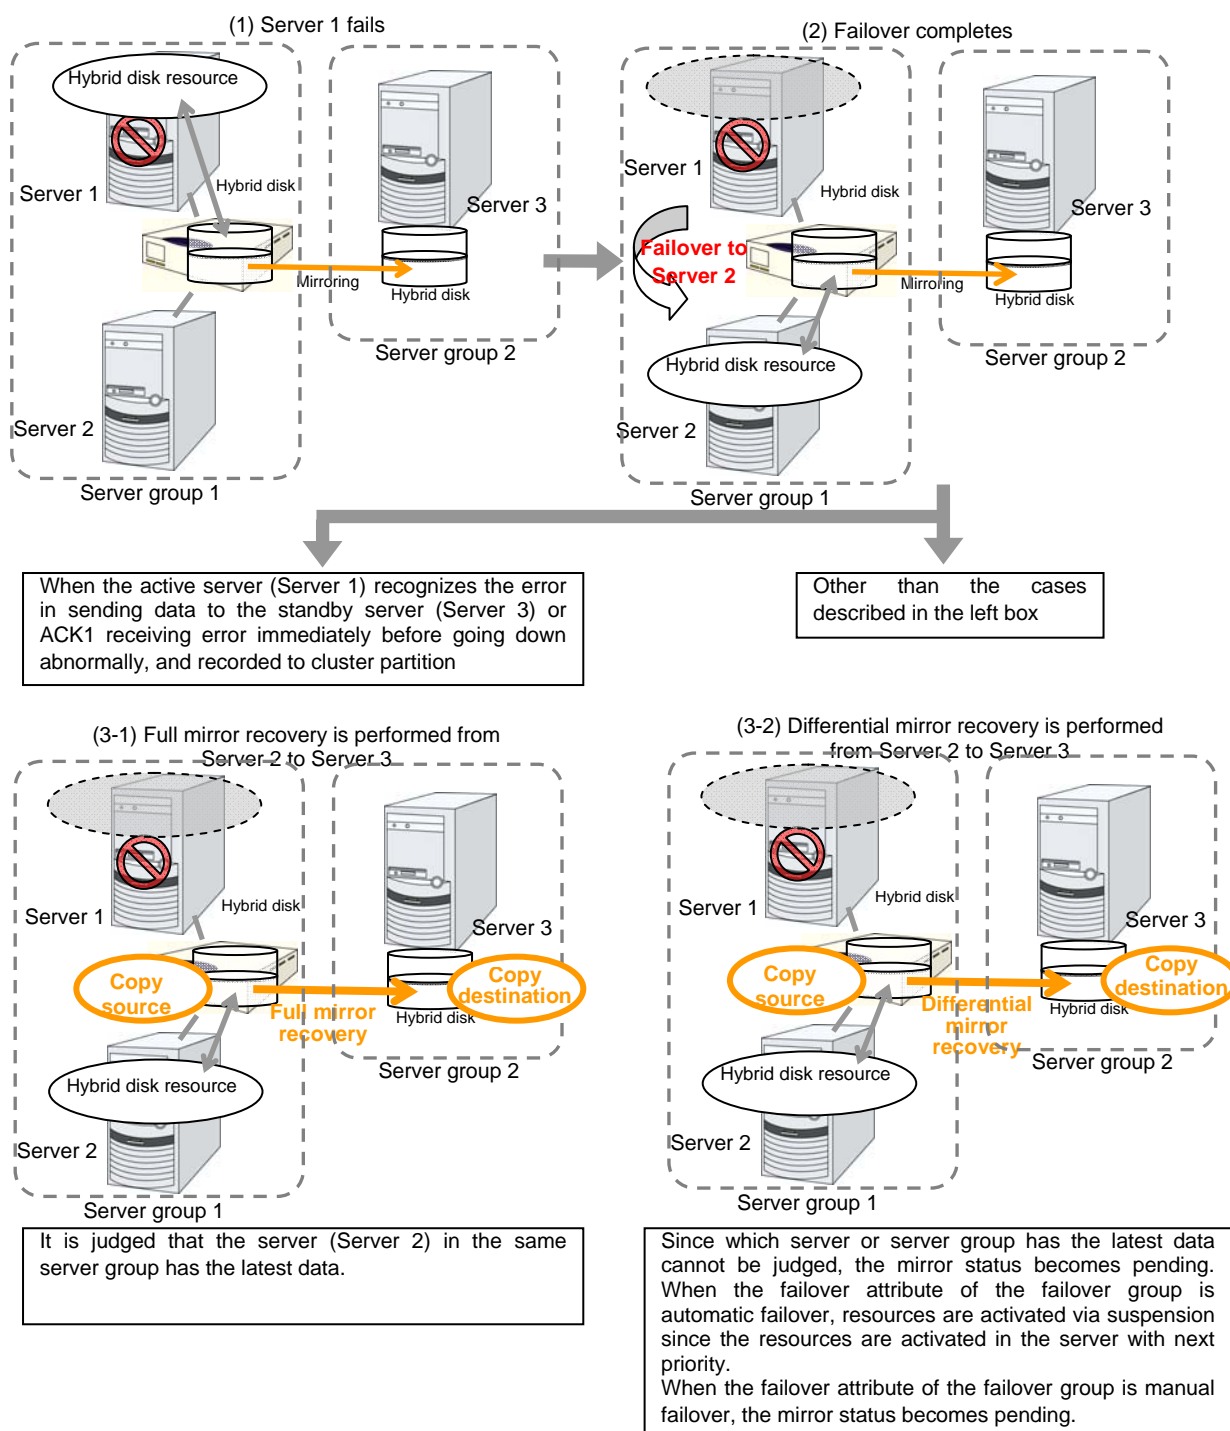 (1) Server 1 fails
Hybrid disk resource
Server 1
Hybrid disk
Server 3
Mirroring
Hybrid disk
Server group 2
Server 2
Server group 1
(2) Failover completes
Server 1
Hybrid disk
Server 3
Failover to
Server 2
Mirroring
Hybrid disk
Server group 2
Hybrid disk resource
Server 2
Server group 1
When the active server (Server 1) recognizes the error
in sending data to the standby server (Server 3) or
ACK1 receiving error immediately before going down
abnormally, and recorded to cluster partition
Other than the cases
described in the left box
(3-1) Full mirror recovery is performed from
Server 2 to Server 3
Server 1
Hybrid disk
Server 3
Copy
source
Copy
destination
Full mirror
recovery
Hybrid disk
Server group 2
Hybrid disk resource
Server 2
Server group 1
It is judged that the server (Server 2) in the same
server group has the latest data.
(3-2) Differential mirror recovery is performed
from Server 2 to Server 3
Server 1
Hybrid disk
Server 3
Copy
source
Copy
destination
Differential
mirror
recovery
Hybrid disk
Server group 2
Hybrid disk resource
Server 2
Server group 1
Since which server or server group has the latest data
cannot be judged, the mirror status becomes pending.
When the failover attribute of the failover group is
automatic failover, resources are activated via suspension
since the resources are activated in the server with next
priority.
When the failover attribute of the failover group is manual
failover, the mirror status becomes pending.